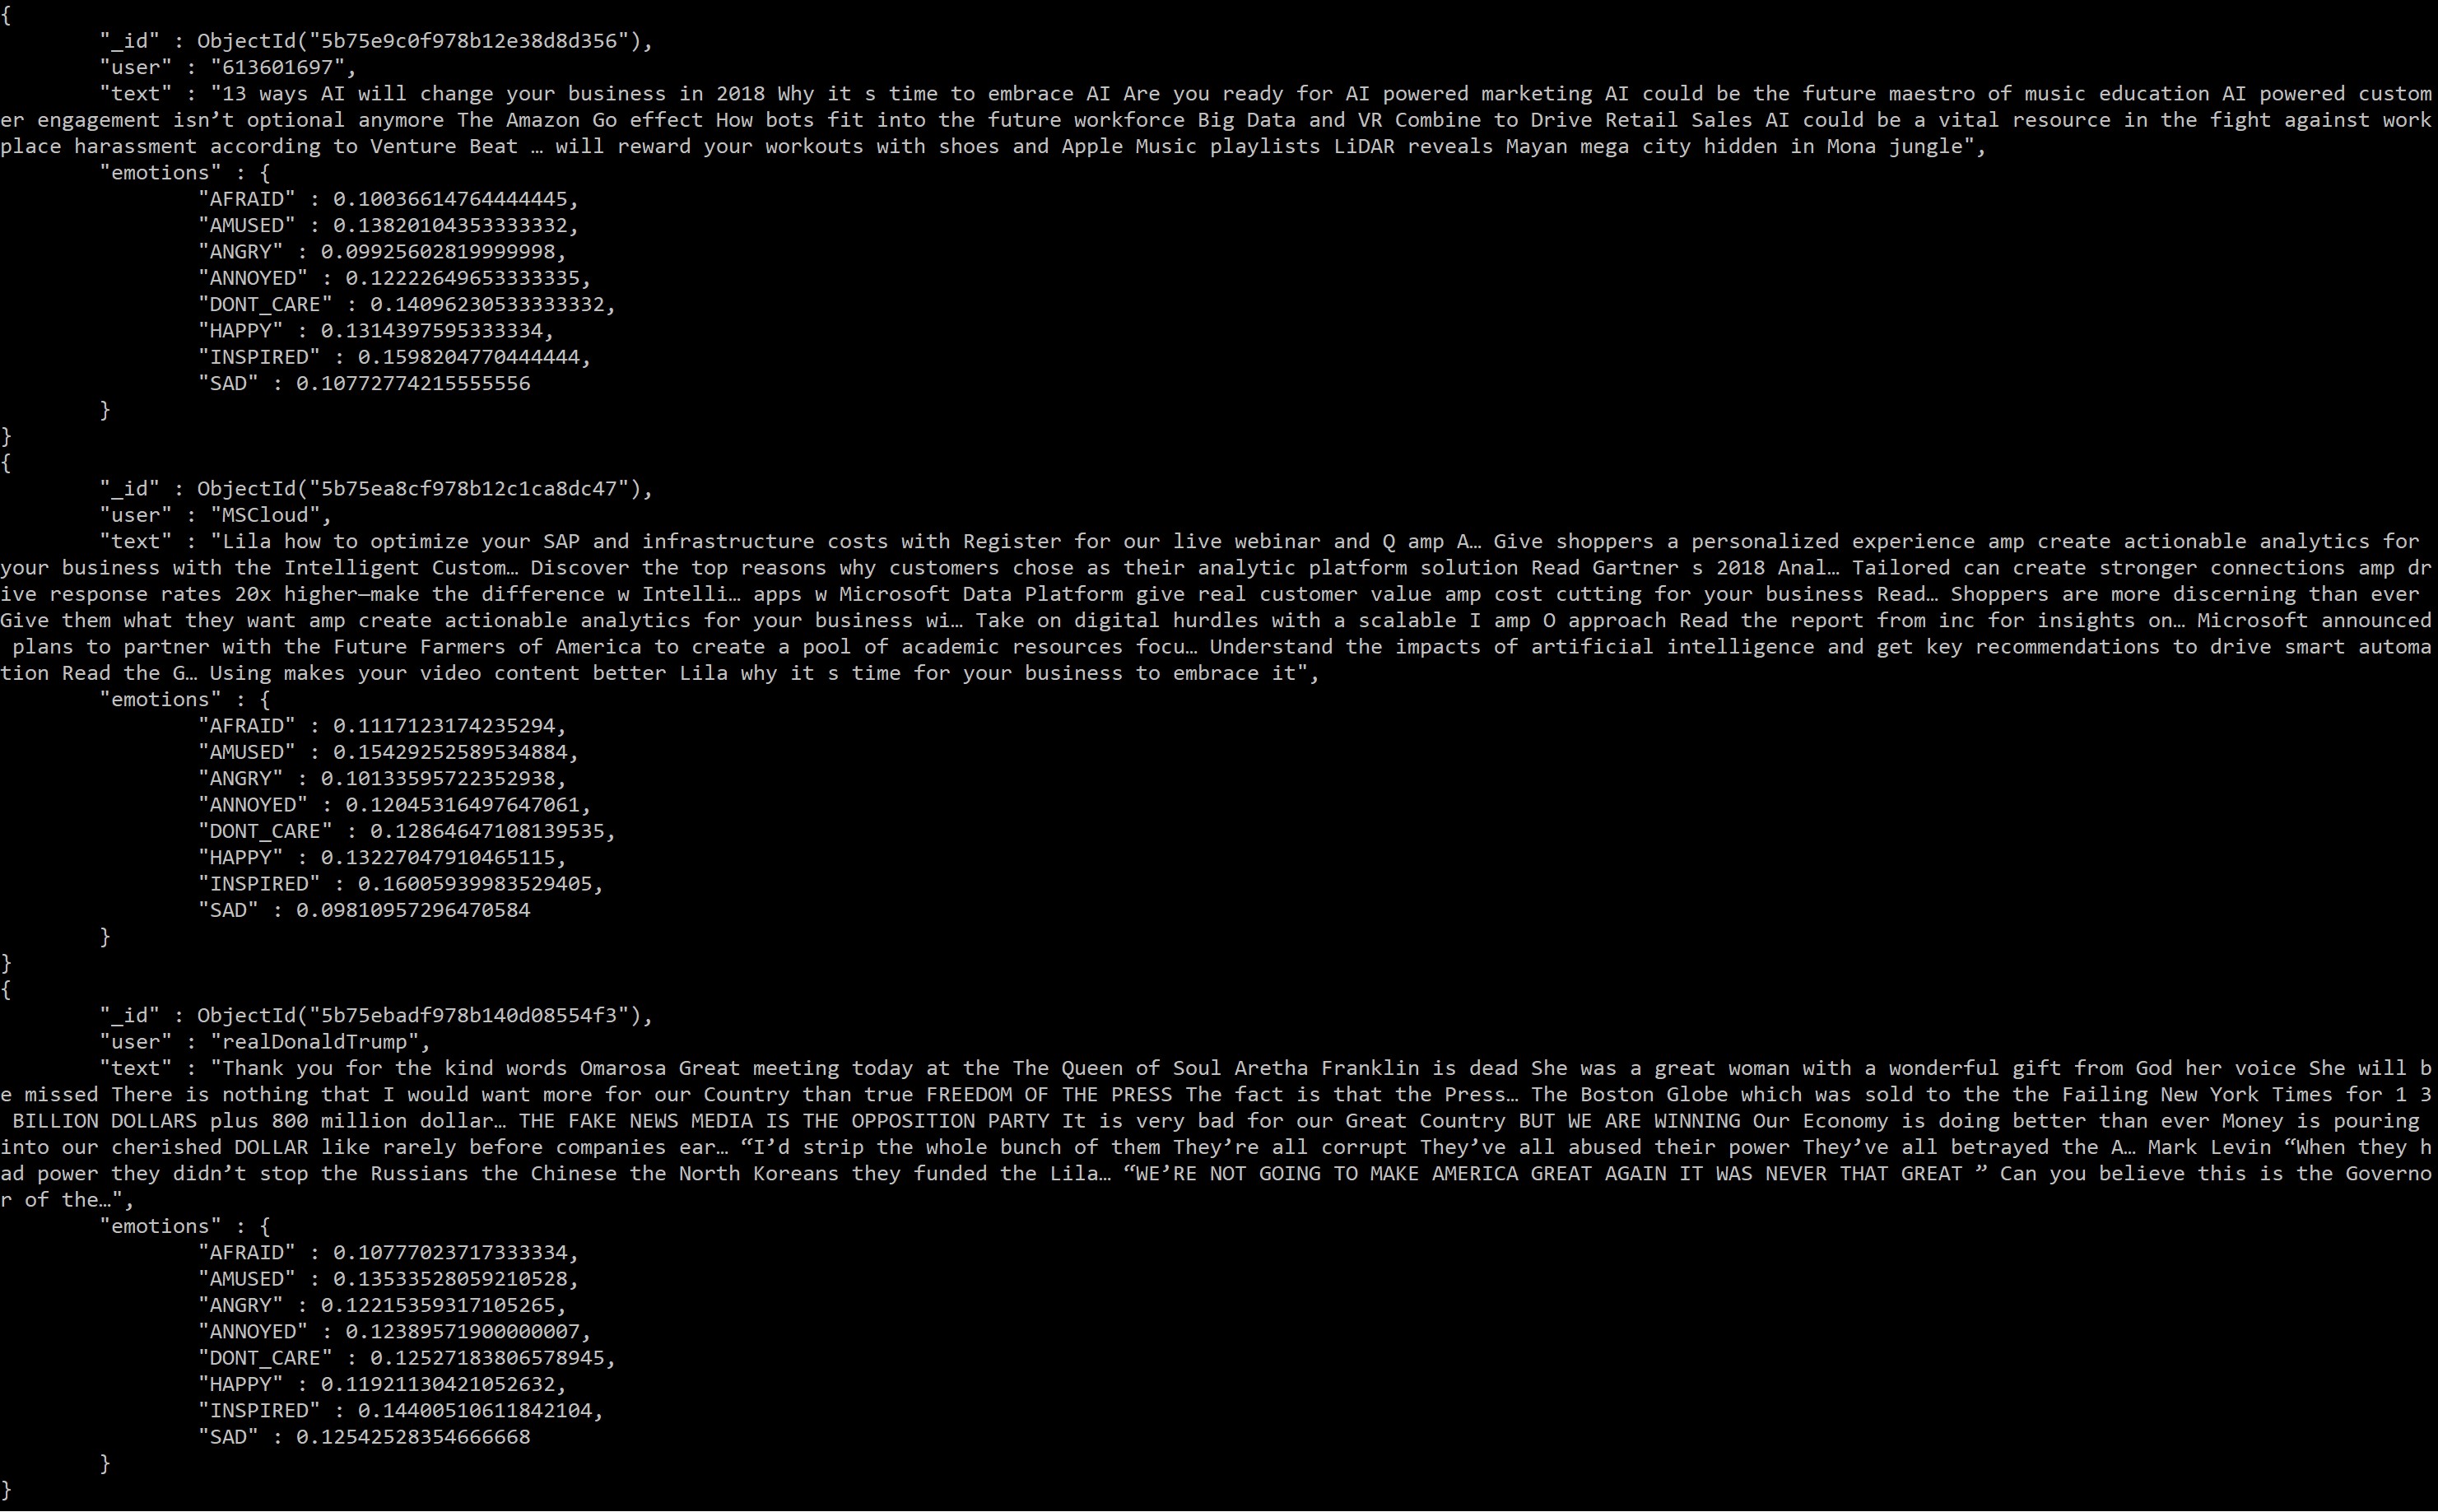 {
"_id" : ObjectId("5b75e9c0f978b12e38d8d356"),
"user" : "613601697",
"text" : "13 ways AI will change your business in 2018 Why it s time to embrace AI Are you ready for AI powered marketing AI could be the future maestro of music education AI powered custom
er engagement isn’t optional anymore The Amazon Go effect How bots fit into the future workforce Big Data and VR Combine to Drive Retail Sales AI could be a vital resource in the fight against work
place harassment according to Venture Beat … will reward your workouts with shoes and Apple Music playlists LiDAR reveals Mayan mega city hidden in Mona jungle",
"emotions" : {
"AFRAID" : 0.10036614764444445,
"AMUSED" : 0.13820104353333332,
"ANGRY" : 0.09925602819999998,
"ANNOYED" : 0.12222649653333335,
"DONT_CARE" : 0.14096230533333332,
"HAPPY" : 0.1314397595333334,
"INSPIRED" : 0.1598204770444444,
"SAD" : 0.10772774215555556
}
}
{
"_id" : ObjectId("5b75ea8cf978b12c1ca8dc47"),
"user" : "MSCloud",
"text" : "Lila how to optimize your SAP and infrastructure costs with Register for our live webinar and Q amp A… Give shoppers a personalized experience amp create actionable analytics for
your business with the Intelligent Custom… Discover the top reasons why customers chose as their analytic platform solution Read Gartner s 2018 Anal… Tailored can create stronger connections amp dr
ive response rates 20x higher—make the difference w Intelli… apps w Microsoft Data Platform give real customer value amp cost cutting for your business Read… Shoppers are more discerning than ever
Give them what they want amp create actionable analytics for your business wi… Take on digital hurdles with a scalable I amp O approach Read the report from inc for insights on… Microsoft announced
plans to partner with the Future Farmers of America to create a pool of academic resources focu… Understand the impacts of artificial intelligence and get key recommendations to drive smart automa
tion Read the G… Using makes your video content better Lila why it s time for your business to embrace it",
"emotions" : {
"AFRAID" : 0.1117123174235294,
"AMUSED" : 0.15429252589534884,
"ANGRY" : 0.10133595722352938,
"ANNOYED" : 0.12045316497647061,
"DONT_CARE" : 0.12864647108139535,
"HAPPY" : 0.13227047910465115,
"INSPIRED" : 0.16005939983529405,
"SAD" : 0.09810957296470584
}
}
{
"_id" : ObjectId("5b75ebadf978b140d08554f3"),
"user" : "realDonaldTrump",
"text" : "Thank you for the kind words Omarosa Great meeting today at the The Queen of Soul Aretha Franklin is dead She was a great woman with a wonderful gift from God her voice She will b
e missed There is nothing that I would want more for our Country than true FREEDOM OF THE PRESS The fact is that the Press… The Boston Globe which was sold to the the Failing New York Times for 1 3
BILLION DOLLARS plus 800 million dollar… THE FAKE NEWS MEDIA IS THE OPPOSITION PARTY It is very bad for our Great Country BUT WE ARE WINNING Our Economy is doing better than ever Money is pouring
into our cherished DOLLAR like rarely before companies ear… “I’d strip the whole bunch of them They’re all corrupt They’ve all abused their power They’ve all betrayed the A… Mark Levin “When they h
ad power they didn’t stop the Russians the Chinese the North Koreans they funded the Lila… “WE’RE NOT GOING TO MAKE AMERICA GREAT AGAIN IT WAS NEVER THAT GREAT ” Can you believe this is the Governo
r of the…",
"emotions" : {
"AFRAID" : 0.10777023717333334,
"AMUSED" : 0.13533528059210528,
"ANGRY" : 0.12215359317105265,
"ANNOYED" : 0.12389571900000007,
"DONT_CARE" : 0.12527183806578945,
"HAPPY" : 0.11921130421052632,
"INSPIRED" : 0.14400510611842104,
"SAD" : 0.12542528354666668
}
}